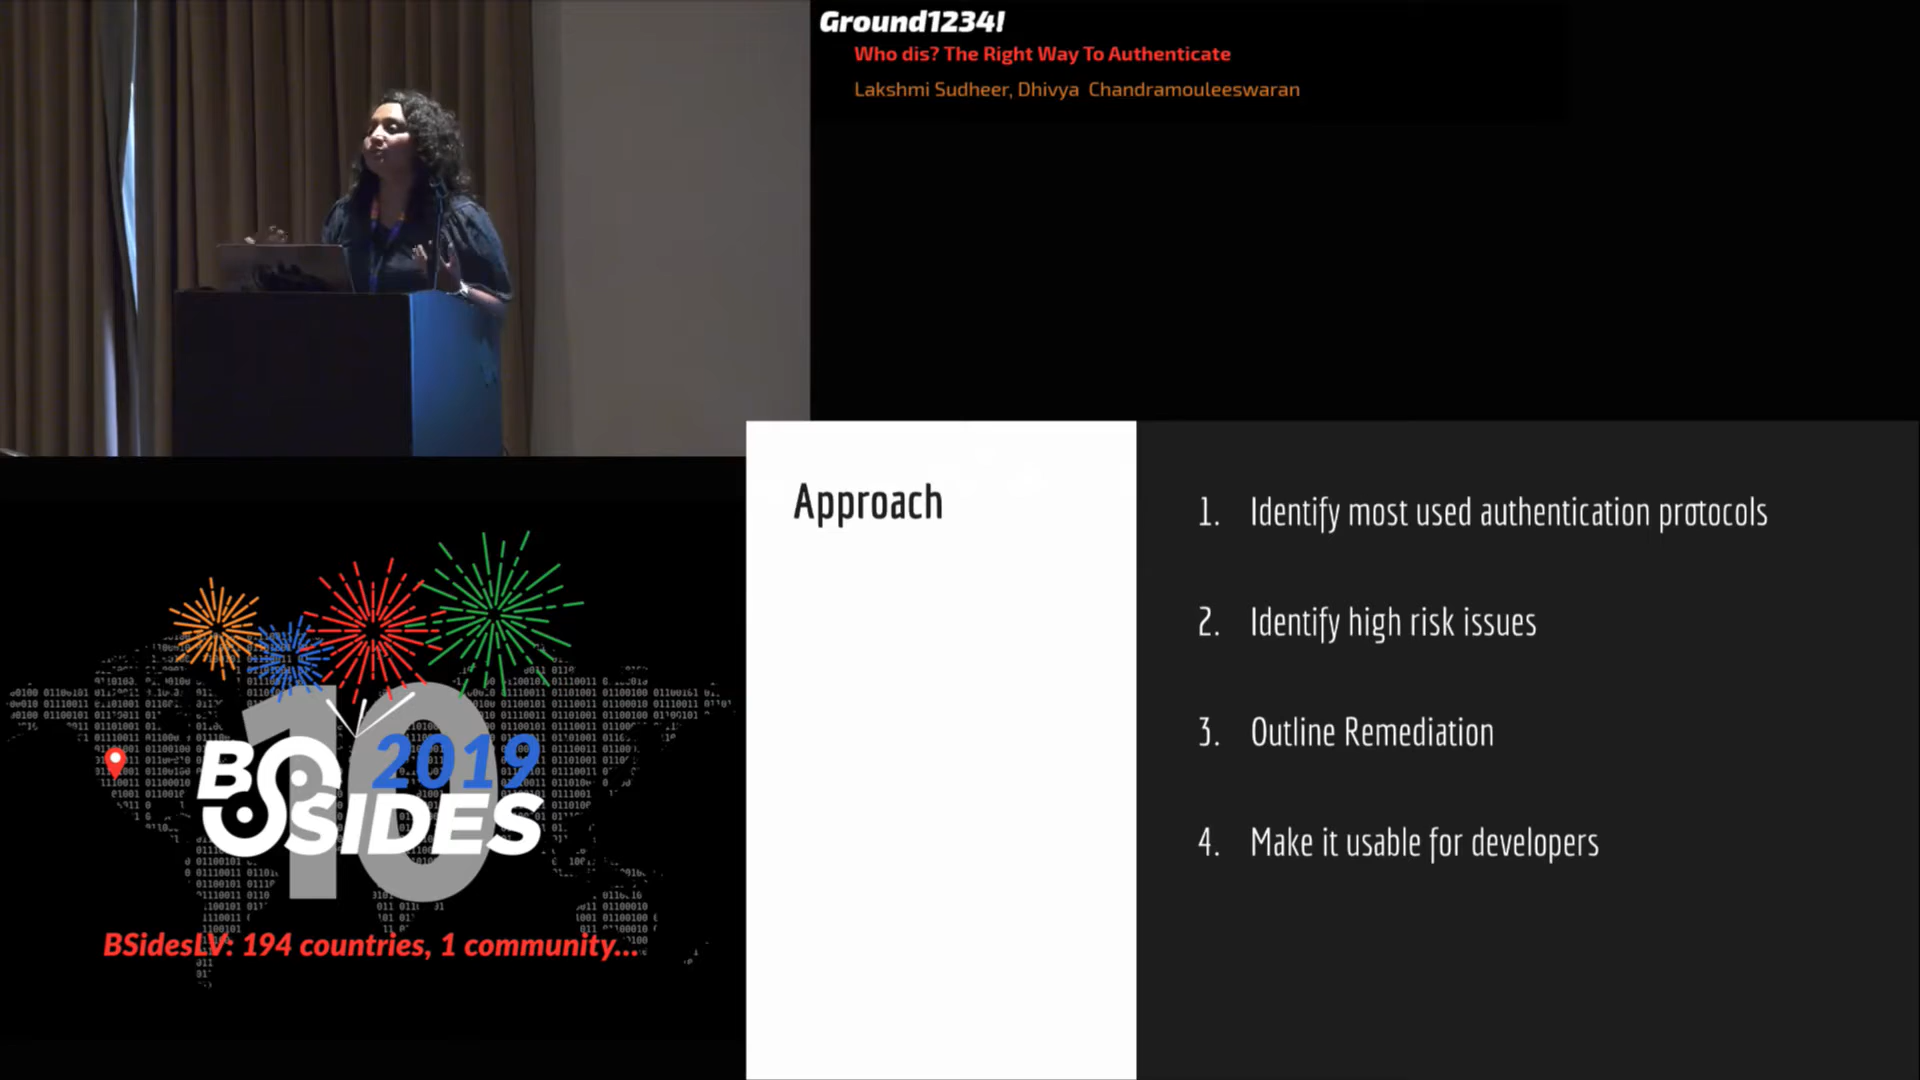 Ground1234!
Who dis? The Right Way To Authenticate
Lakshmi Sudheer, Dhivya Chandramouleeswaran
Approach
1. Identify most used authentication protocols
2. Identify high risk issues
3. Outline Remediation
4. Make it usable for developers
10
2019
BSIDES
BSidesLV: 194 countries, 1 community...